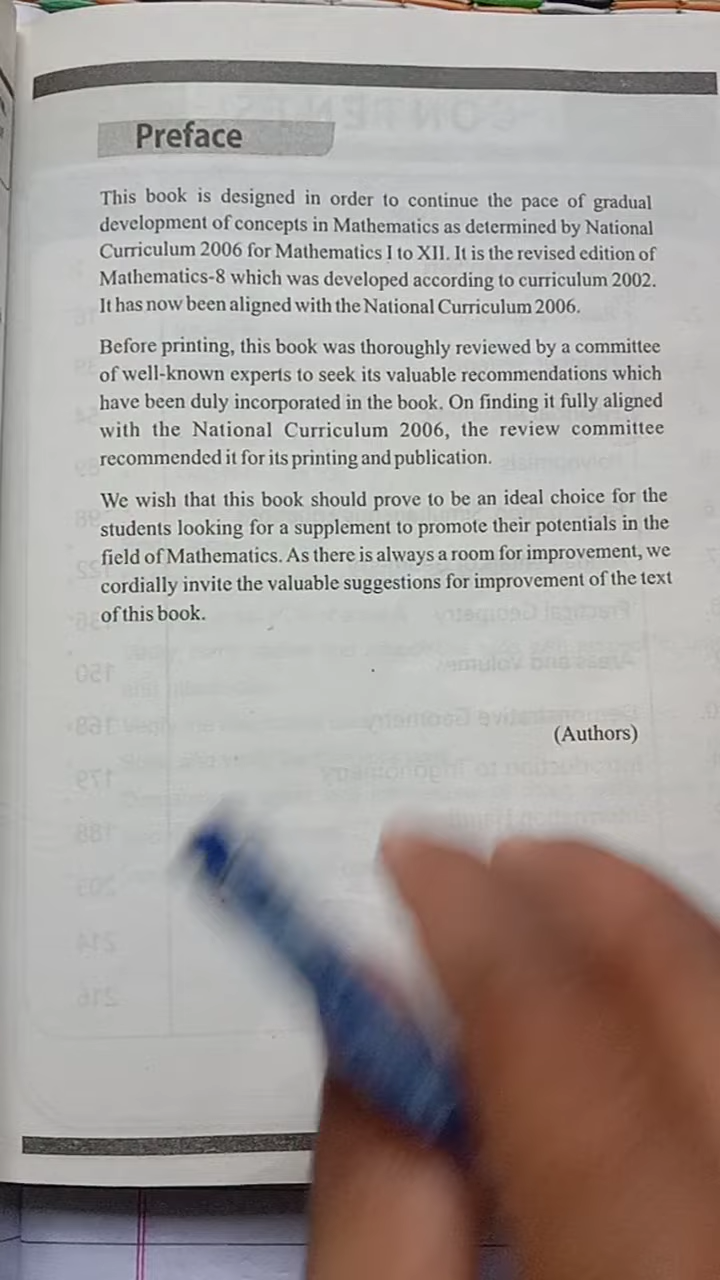 Preface
This book is designed in order to continue the pace of gradual
development of concepts in Mathematics as determined by National
Curriculum 2006 for Mathematics I to XII. It is the revised edition of
Mathematics-8 which was developed according to curriculum 2002.
It has now been aligned with the National Curriculum 2006.
Before printing, this book was thoroughly reviewed by a committee
of well-known experts to seek its valuable recommendations which
have been duly incorporated in the book. On finding it fully aligned
with the National Curriculum 2006, the review committee
recommended it for its printing and publication.
We wish that this book should prove to be an ideal choice for the
students looking for a supplement to promote their potentials in the
field of Mathematics. As there is always a room for improvement, we
cordially invite the valuable suggestions for improvement of the text
of this book.
(Authors)